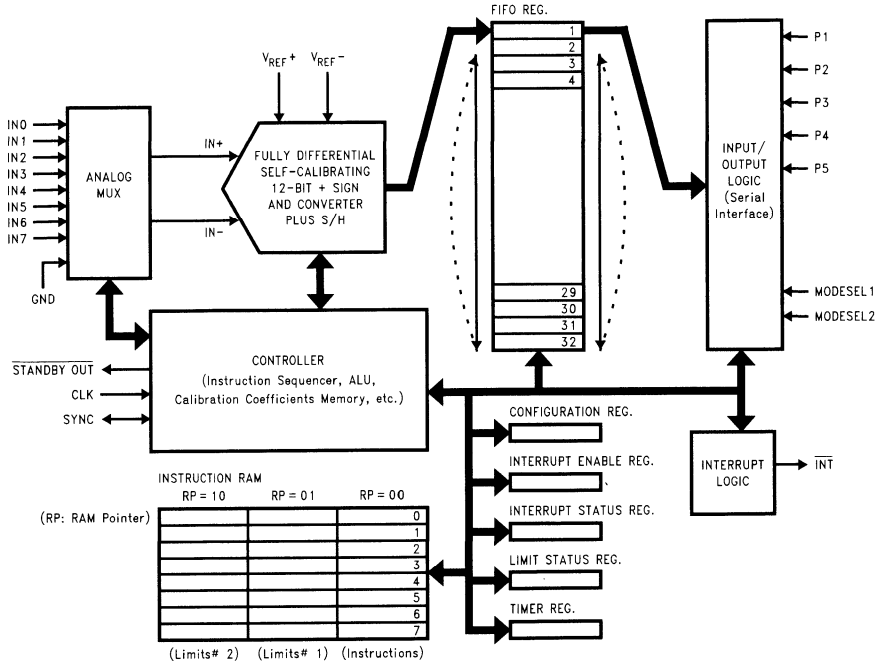 FIFO REG.
1
2
3
4
29
30
31
32
VREF+ VREF-
IN0
IN1
IN2
IN3
IN4
IN5
IN6
IN7
GND
ANALOG
MUX
IN+
IN-
FULLY DIFFERENTIAL
SELF-CALIBRATING
12-BIT + SIGN
AND CONVERTER
PLUS S/H
INPUT/
OUTPUT
LOGIC
(Serial
Interface)
P1
P2
P3
P4
P5
MODESEL1
MODESEL2
STANDBY OUT
CLK
SYNC
CONTROLLER
(Instruction Sequencer, ALU,
Calibration Coefficients Memory, etc.)
CONFIGURATION REG.
INTERRUPT ENABLE REG.
INTERRUPT STATUS REG.
LIMIT STATUS REG.
TIMER REG.
INTERRUPT
LOGIC
INT
INSTRUCTION RAM
RP = 10 RP = 01 RP = 00
(RP: RAM Pointer)
0
1
2
3
4
5
6
7
(Limits# 2) (Limits# 1) (Instructions)